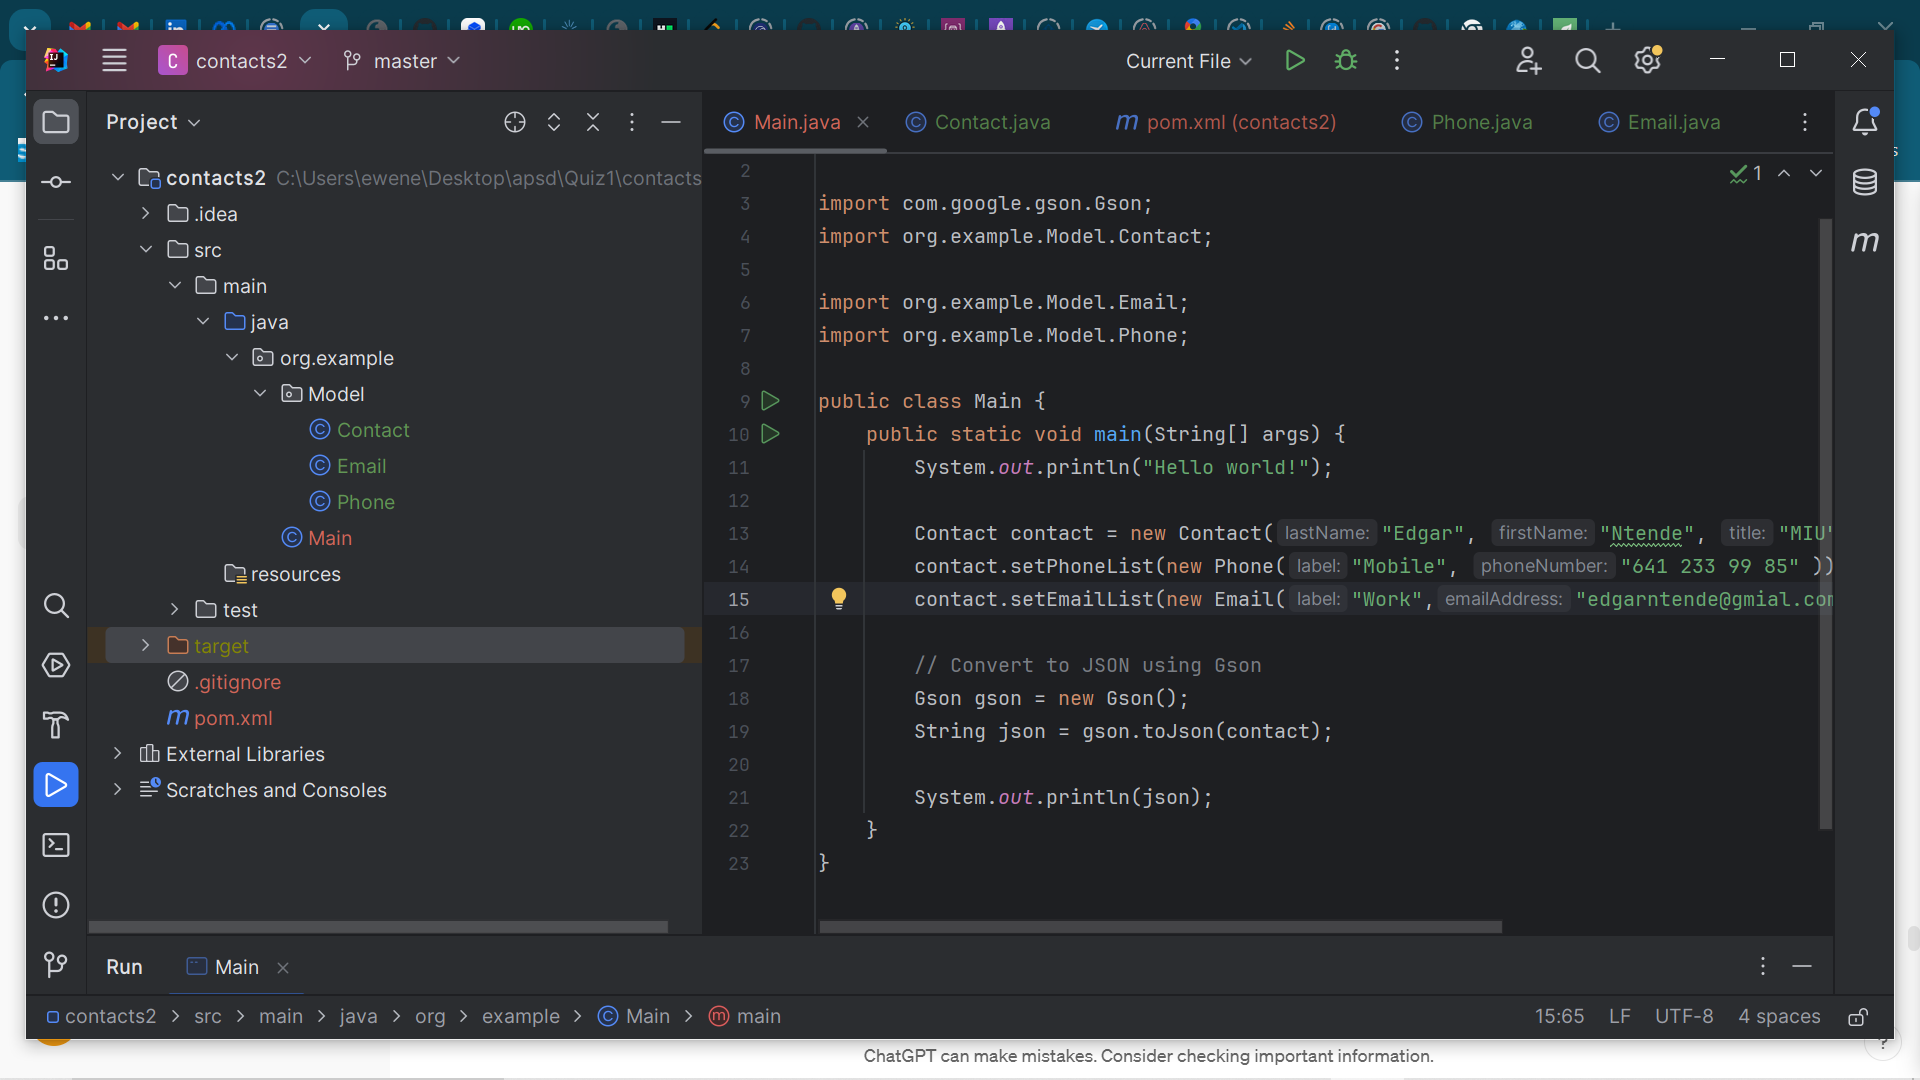 C contacts2 master Current File
Project
Main.java Contact.java m pom.xml (contacts2) Phone.java Email.java
contacts2 C:\Users\ewene\Desktop\apsd\Quiz1\contacts
.idea
src
main
java
org.example
Model
Contact
Email
Phone
Main
resources
test
target
.gitignore
m pom.xml
External Libraries
Scratches and Consoles
1
2
3 import com.google.gson.Gson;
4 import org.example.Model.Contact;
5
6 import org.example.Model.Email;
7 import org.example.Model.Phone;
8
9 public class Main {
10 public static void main(String[] args) {
11 System.out.println("Hello world!");
12
13 Contact contact = new Contact( lastName: "Edgar", firstName: "Ntende", title: "MIU"
14 contact.setPhoneList(new Phone( label: "Mobile", phoneNumber: "641 233 99 85" ))
15 contact.setEmailList(new Email( label: "Work", emailAddress: "edgarntende@gmial.com
16
17 // Convert to JSON using Gson
18 Gson gson = new Gson();
19 String json = gson.toJson(contact);
20
21 System.out.println(json);
22 }
23 }
Run Main
contacts2 > src > main > java > org > example > Main > main
15:65 LF UTF-8 4 spaces
ChatGPT can make mistakes. Consider checking important information.
?